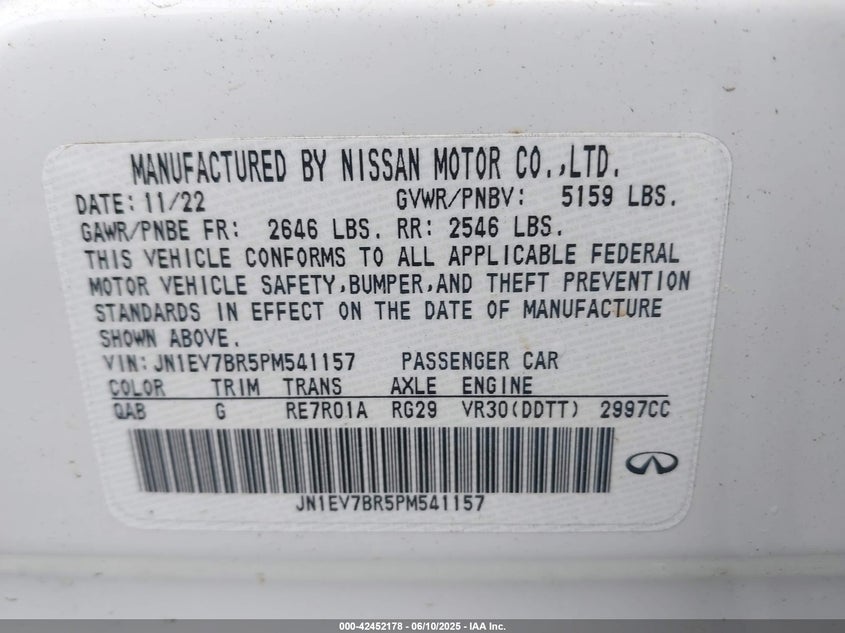 MANUFACTURED BY NISSAN MOTOR CO.,LTD.
DATE: 11/22 GVWR/PNBV: 5159 LBS.
GAWR/PNBE FR: 2646 LBS. RR: 2546 LBS.
THIS VEHICLE CONFORMS TO ALL APPLICABLE FEDERAL
MOTOR VEHICLE SAFETY,BUMPER,AND THEFT PREVENTION
STANDARDS IN EFFECT ON THE DATE OF MANUFACTURE
SHOWN ABOVE.
VIN:JN1EV7BR5PM541157 PASSENGER CAR
COLOR TRIM TRANS AXLE ENGINE
QAB G RE7R01A RG29 VR30(DDTT) 2997CC
JN1EV7BR5PM541157
000-42452178 - 06/10/2025 - IAA Inc.